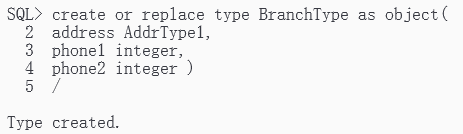 SQL> create or replace type BranchType as object(
  2  address AddrType1,
  3  phone1 integer,
  4  phone2 integer )
  5  /
Type created.